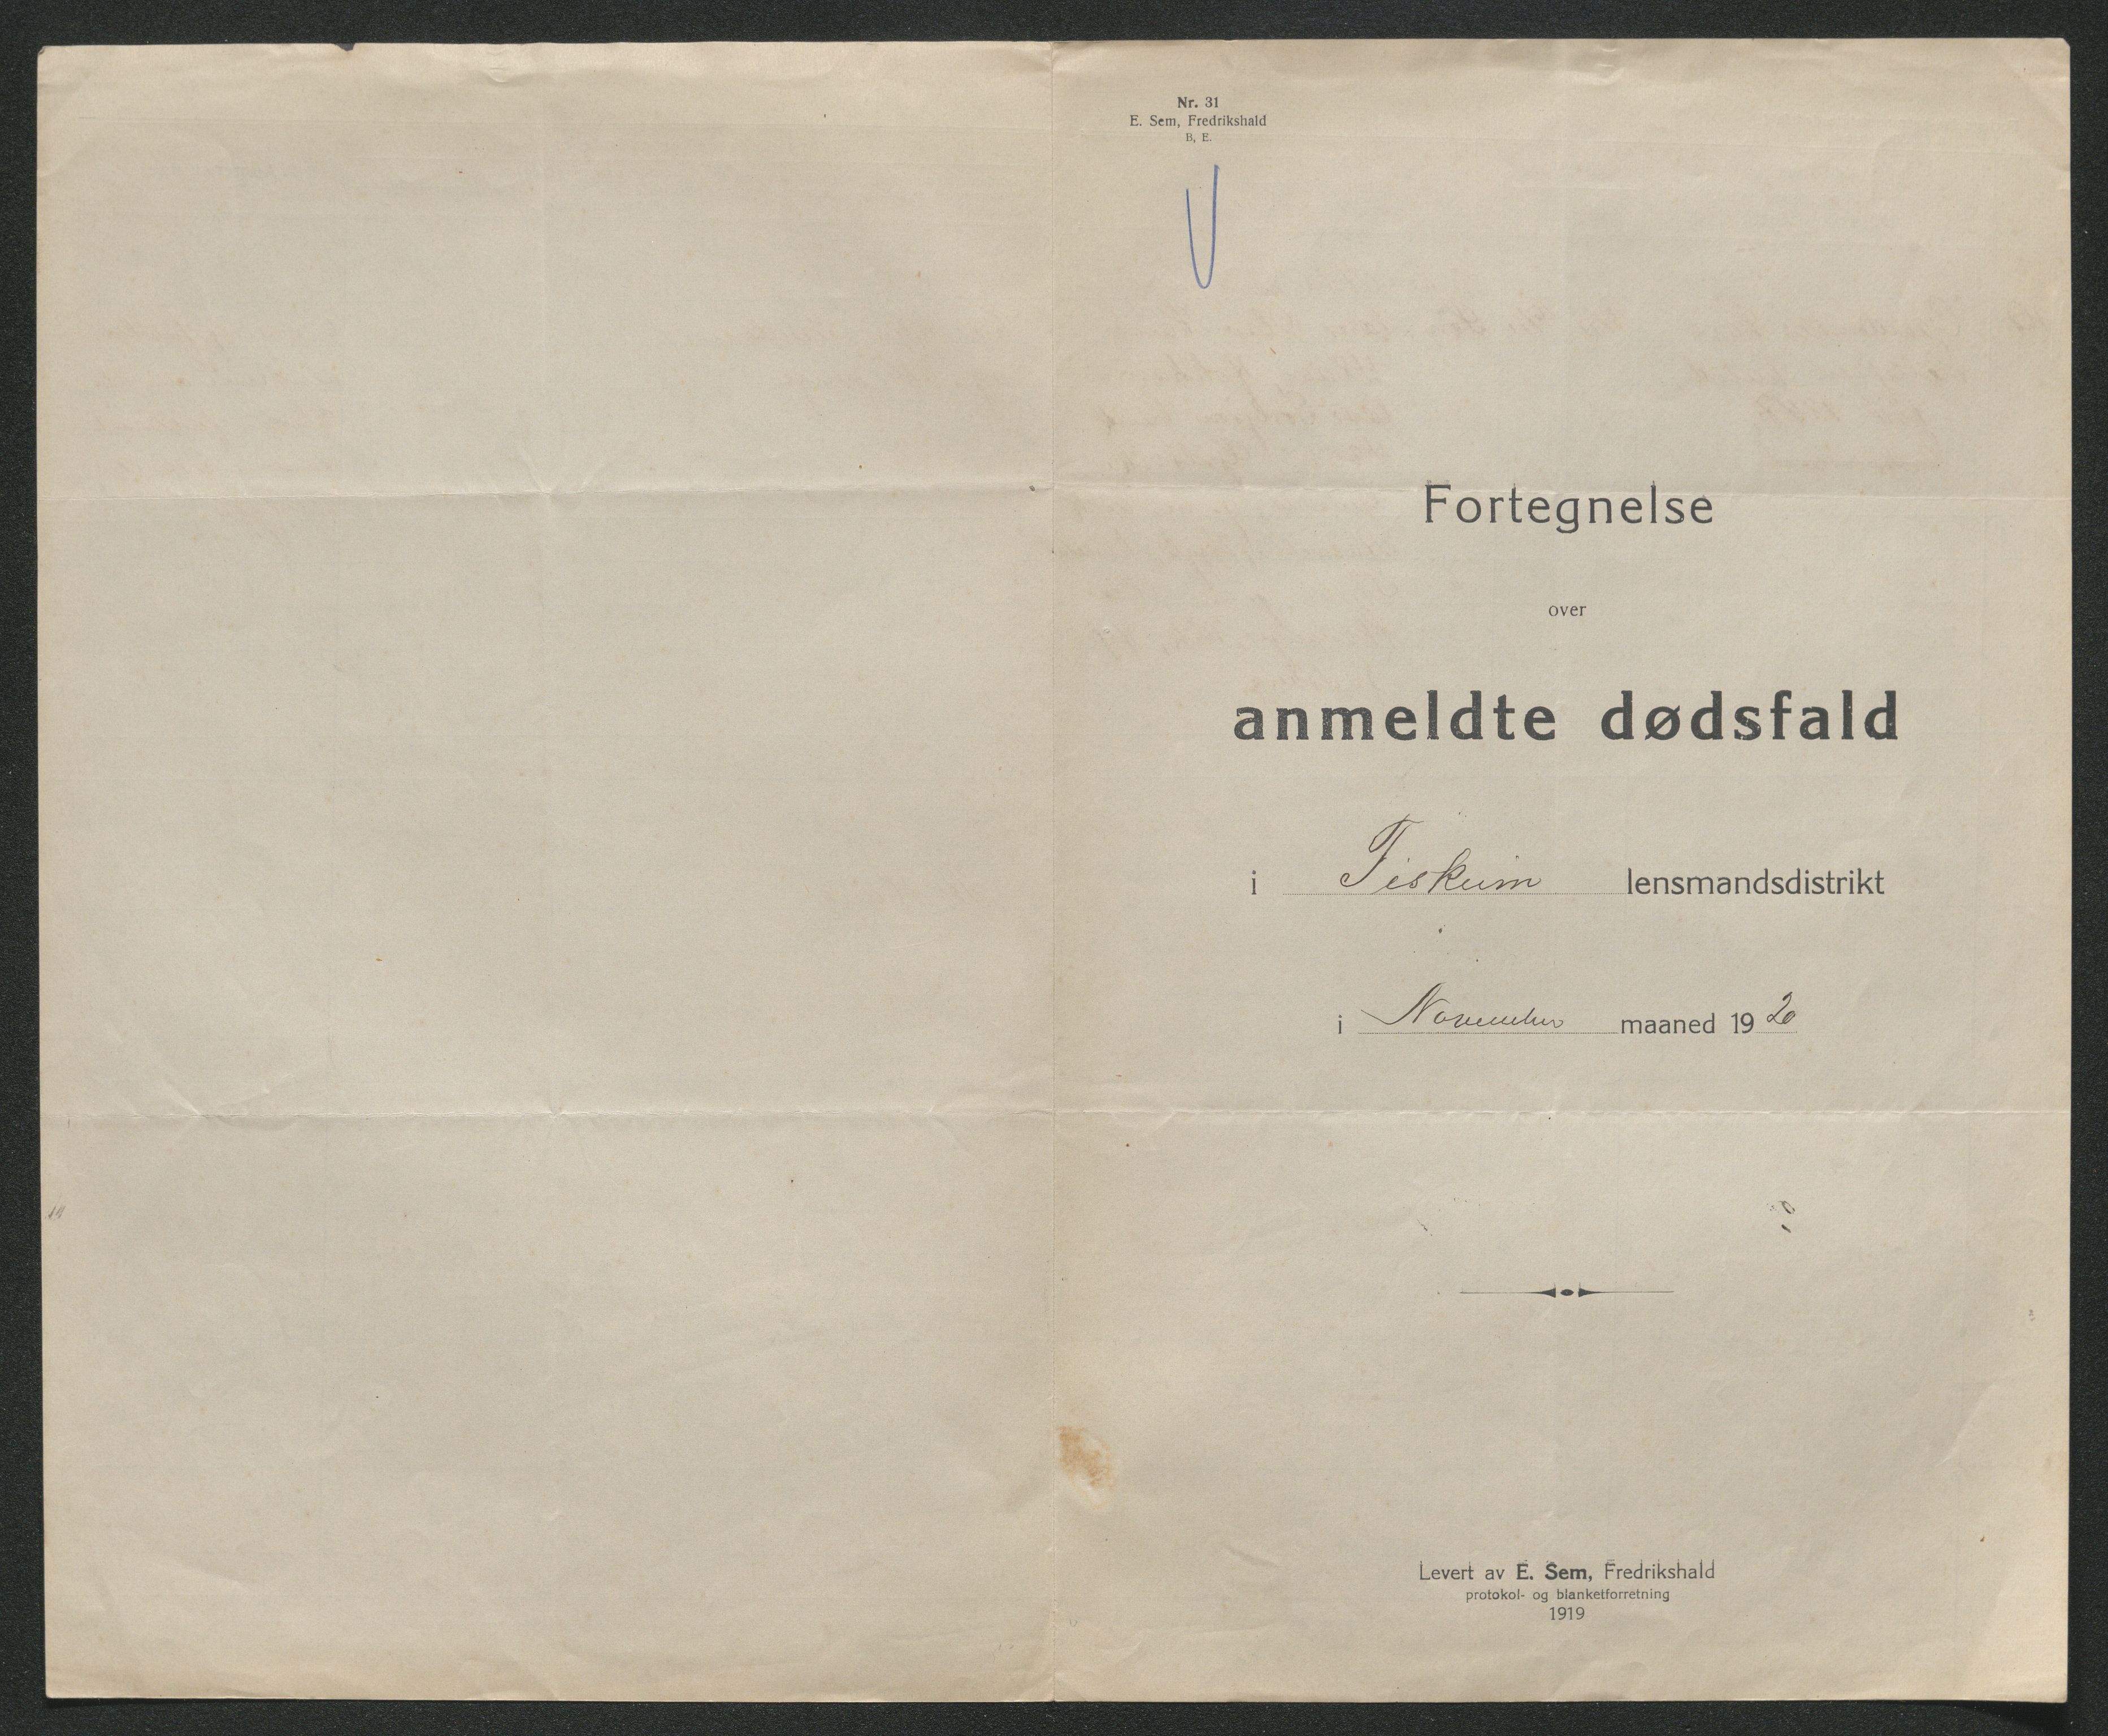 Nr. 31
E. Sem, Fredrikshald
B. E.
Fortegnelse
over
anmeldte dødsfald
i Fiskum lensmandsdistrikt
i November maaned 1920
Levert av E. Sem, Fredrikshald
protokol- og blanketforretning
1919